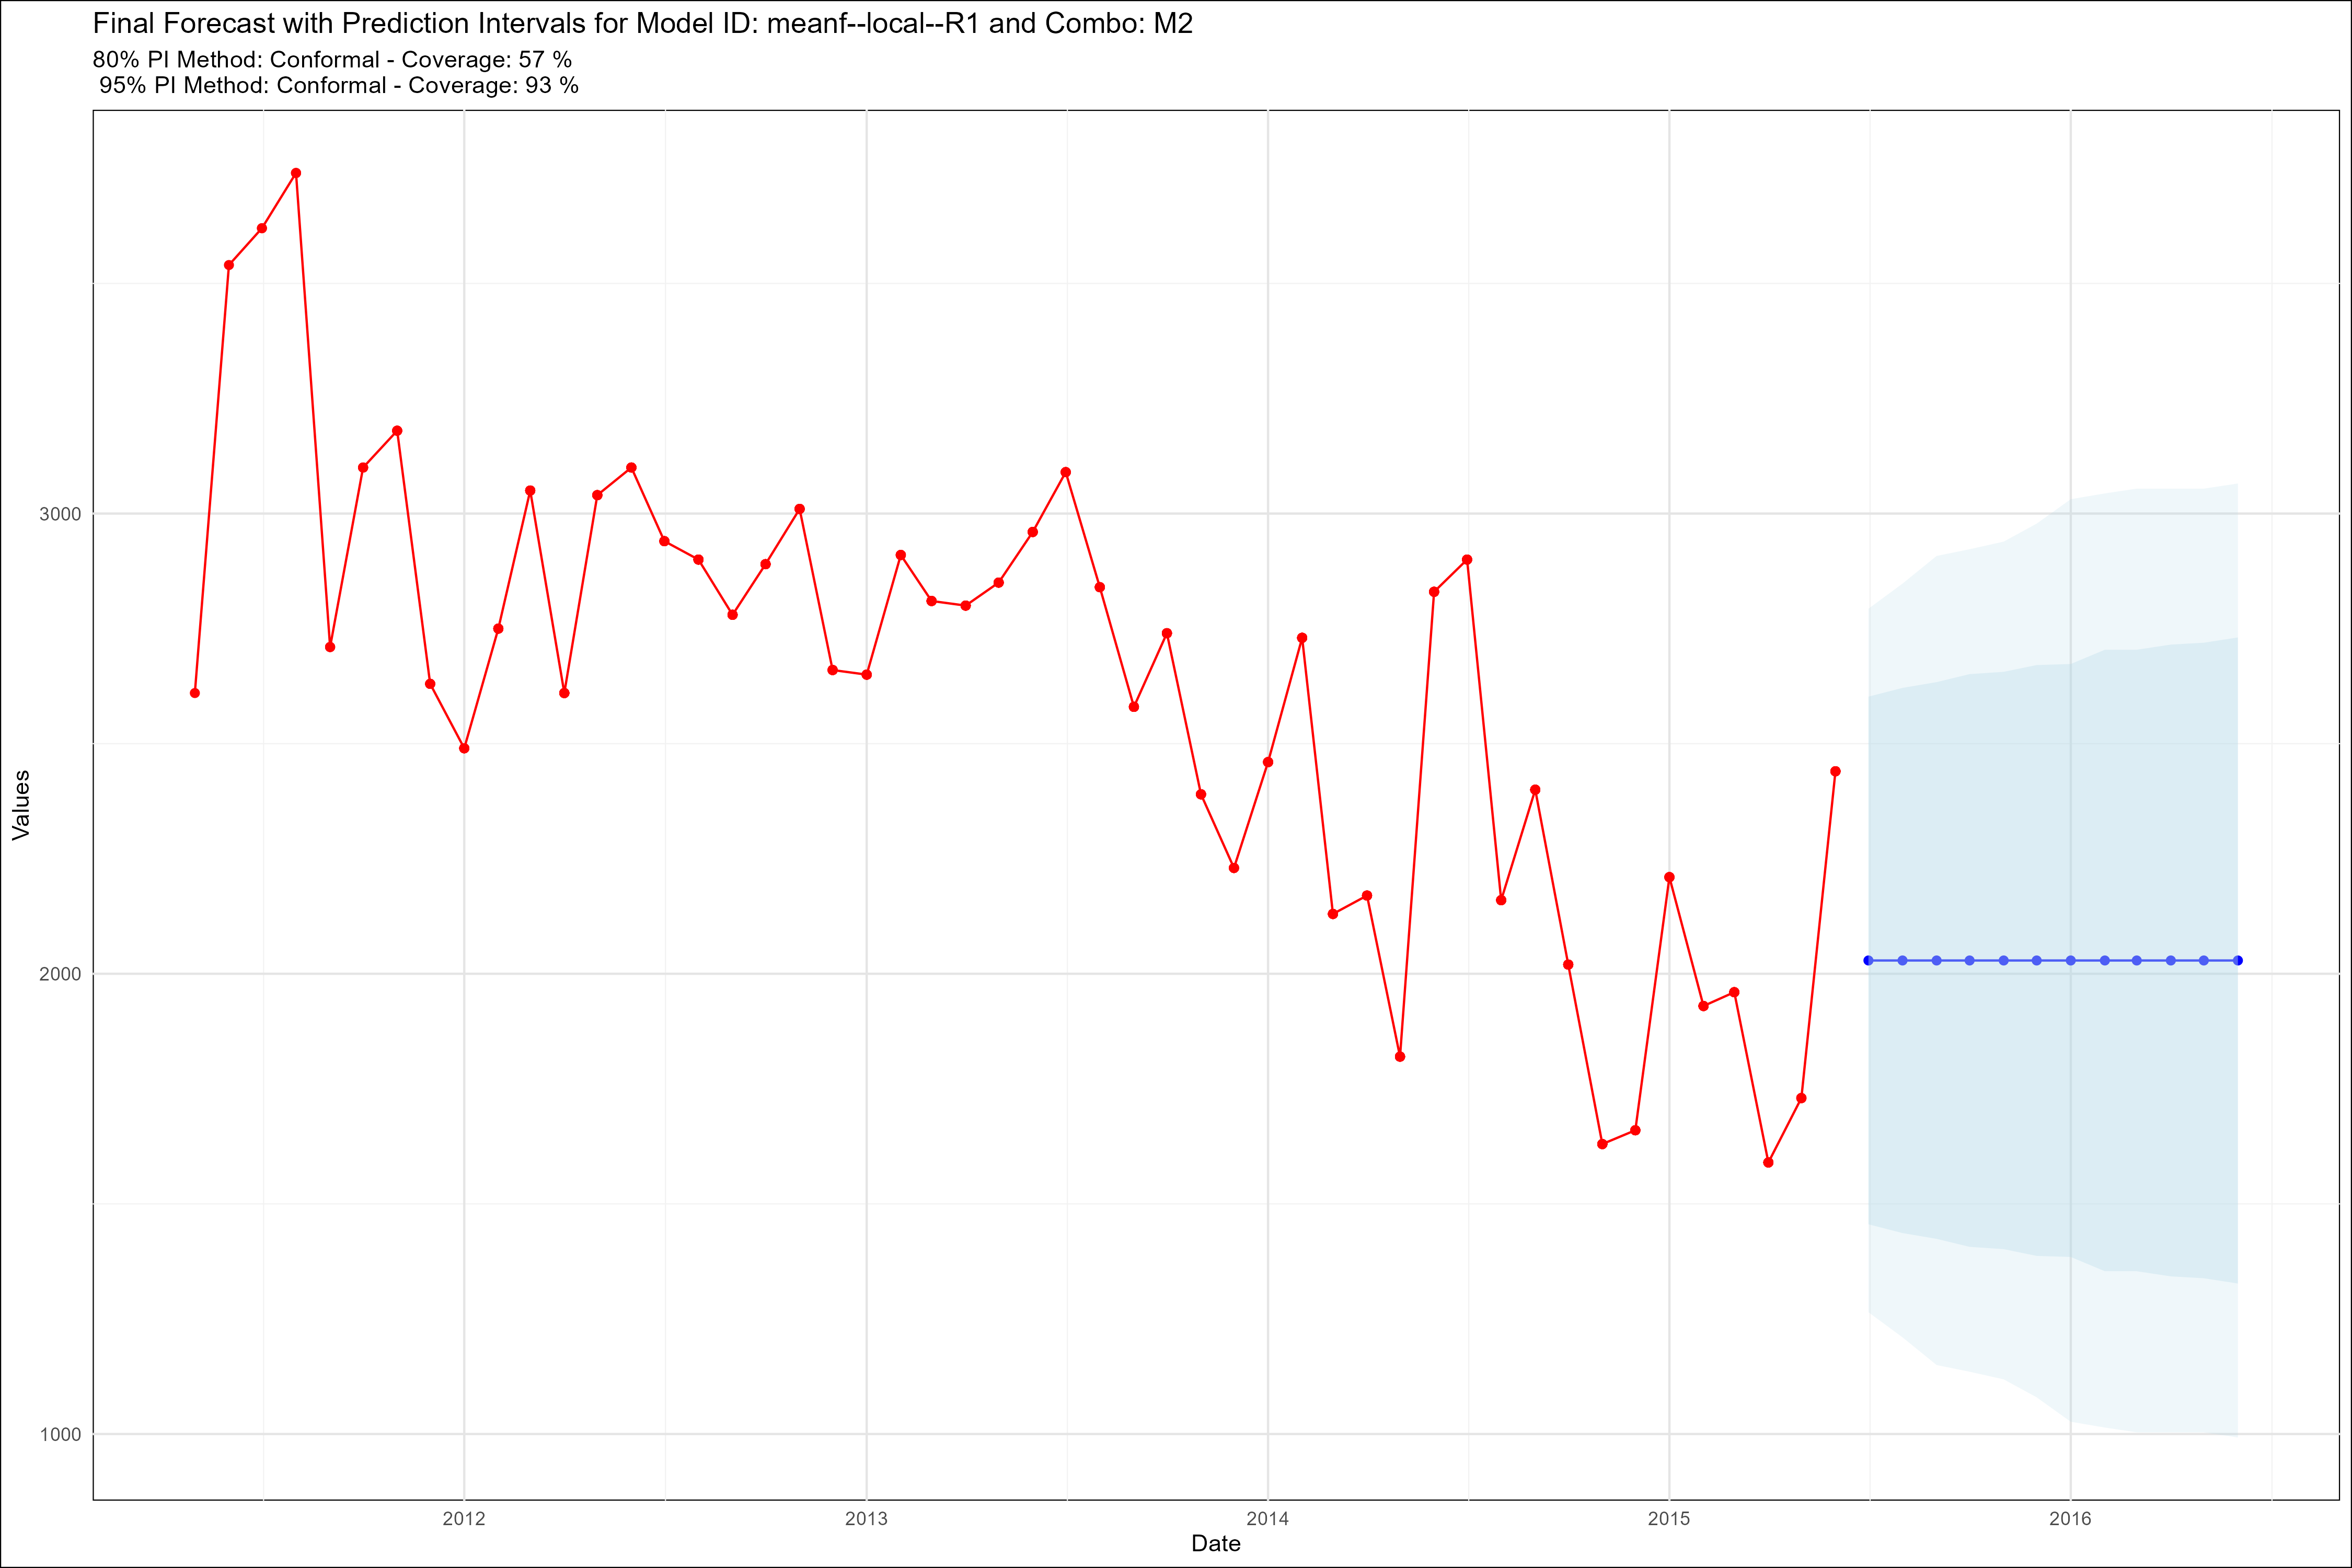 Final Forecast with Prediction Intervals for Model ID: meanf--local--R1 and Combo: M2
80% PI Method: Conformal - Coverage: 57 %
95% PI Method: Conformal - Coverage: 93 %
Values
3000
2000
1000
2012 2013 2014 2015 2016
Date